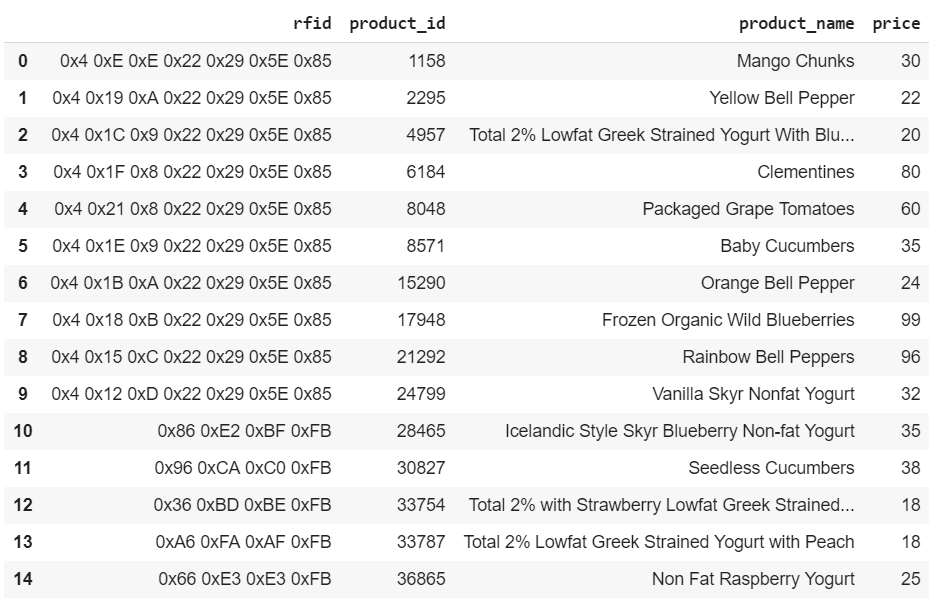 rfid product_id product_name price
0 0x4 0xE 0xE 0x22 0x29 0x5E 0x85 1158 Mango Chunks 30
1 0x4 0x19 0xA 0x22 0x29 0x5E 0x85 2295 Yellow Bell Pepper 22
2 0x4 0x1C 0x9 0x22 0x29 0x5E 0x85 4957 Total 2% Lowfat Greek Strained Yogurt With Blu... 20
3 0x4 0x1F 0x8 0x22 0x29 0x5E 0x85 6184 Clementines 80
4 0x4 0x21 0x8 0x22 0x29 0x5E 0x85 8048 Packaged Grape Tomatoes 60
5 0x4 0x1E 0x9 0x22 0x29 0x5E 0x85 8571 Baby Cucumbers 35
6 0x4 0x1B 0xA 0x22 0x29 0x5E 0x85 15290 Orange Bell Pepper 24
7 0x4 0x18 0xB 0x22 0x29 0x5E 0x85 17948 Frozen Organic Wild Blueberries 99
8 0x4 0x15 0xC 0x22 0x29 0x5E 0x85 21292 Rainbow Bell Peppers 96
9 0x4 0x12 0xD 0x22 0x29 0x5E 0x85 24799 Vanilla Skyr Nonfat Yogurt 32
10 0x86 0xE2 0xBF 0xFB 28465 Icelandic Style Skyr Blueberry Non-fat Yogurt 35
11 0x96 0xCA 0xC0 0xFB 30827 Seedless Cucumbers 38
12 0x36 0xBD 0xBE 0xFB 33754 Total 2% with Strawberry Lowfat Greek Strained... 18
13 0xA6 0xFA 0xAF 0xFB 33787 Total 2% Lowfat Greek Strained Yogurt with Peach 18
14 0x66 0xE3 0xE3 0xFB 36865 Non Fat Raspberry Yogurt 25